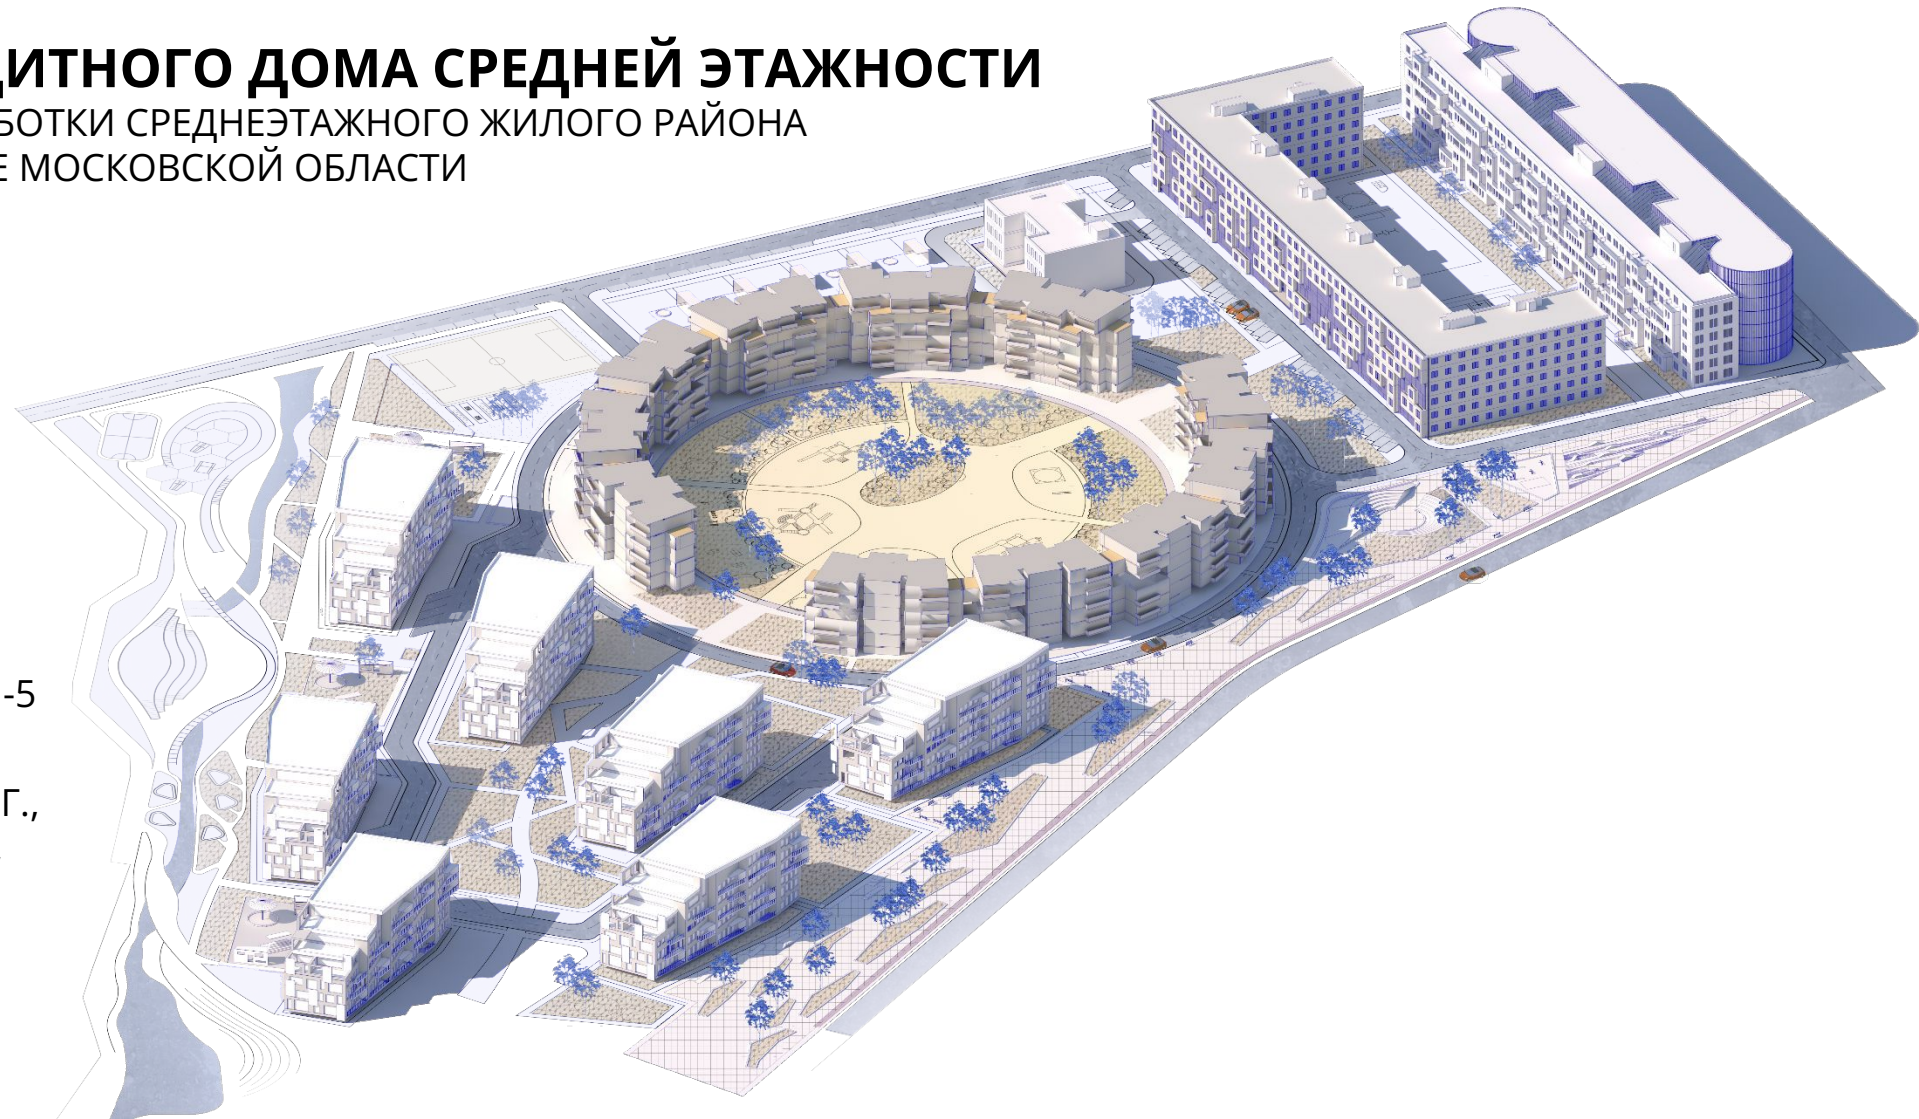 ДИТНОГО ДОМА СРЕДНЕЙ ЭТАЖНОСТИ
БОТКИ СРЕДНЕЭТАЖНОГО ЖИЛОГО РАЙОНА
Е МОСКОВСКОЙ ОБЛАСТИ
-5
Г.,